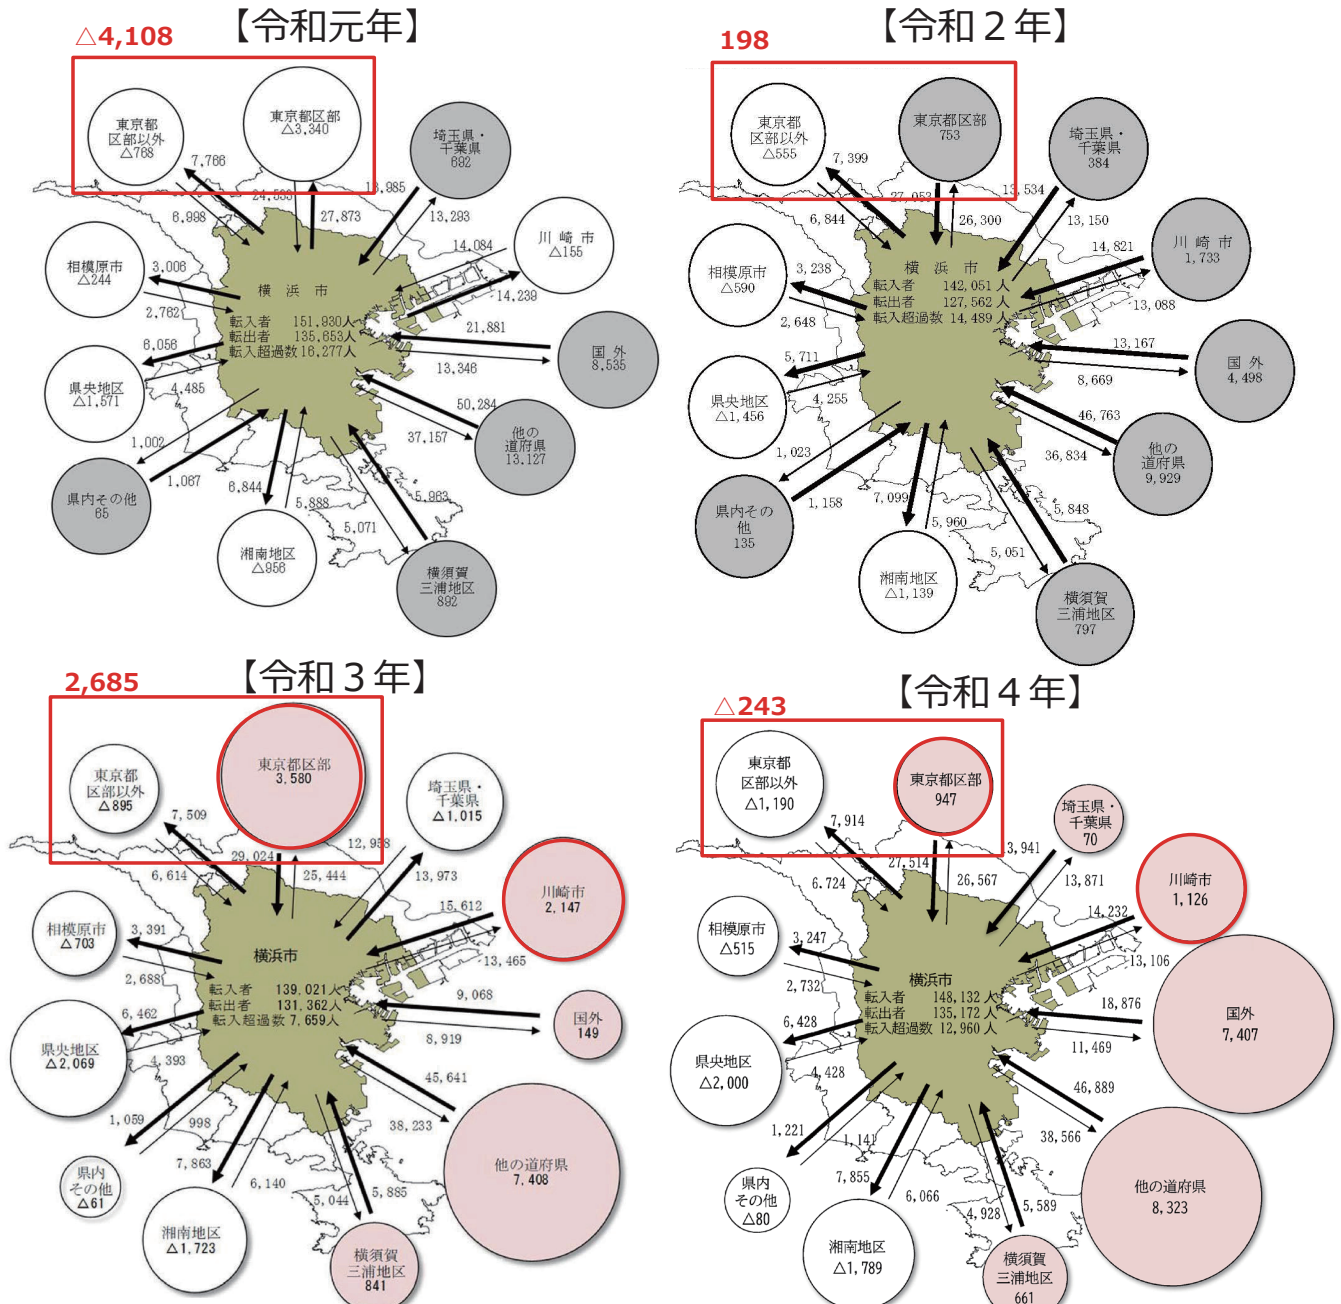 【令和元年】
△4,108
東京都
区部以外
△768
東京都区部
△3,340
埼玉県・
千葉県
692
7,766
6,998
27,873
13,985
13,293
14,084
川 崎 市
△155
14,239
相模原市
△244
3,006
2,762
横 浜 市
転入者 151,930人
転出者 135,653人
転入超過数 16,277人
21,881
国 外
8,535
13,346
6,056
県央地区
△1,571
4,485
50,284
37,157
他の
道府県
13,127
1,002
県内その他
65
1,067
6,844
5,888
湘南地区
△956
5,963
5,071
横須賀
三浦地区
892
【令和２年】
198
東京都
区部以外
△555
東京都区部
753
埼玉県・
千葉県
384
7,399
6,844
26,300
13,534
13,150
14,821
川 崎 市
1,733
13,088
相模原市
△590
3,238
2,648
横 浜 市
転入者 142,051人
転出者 127,562人
転入超過数 14,489人
13,167
国 外
4,498
8,669
5,711
県央地区
△1,456
4,255
46,763
36,834
他の
道府県
9,929
1,023
県内その
他
135
1,158
7,099
5,960
湘南地区
△1,139
5,848
5,051
横須賀
三浦地区
797
【令和３年】
2,685
東京都
区部以外
△895
東京都区部
3,580
埼玉県・
千葉県
△1,015
7,509
6,614
29,024
25,444
12,958
13,973
15,612
川崎市
2,147
13,465
相模原市
△703
3,391
2,688
横浜市
転入者 139,021人
転出者 131,362人
転入超過数 7,659人
9,068
国外
149
8,919
6,462
県央地区
△2,069
4,393
45,641
38,233
他の道府県
7,408
1,059
998
県内
その他
△61
7,863
6,140
湘南地区
△1,723
5,885
5,044
横須賀
三浦地区
841
【令和４年】
△243
東京都
区部以外
△1,190
東京都区部
947
埼玉県・
千葉県
70
7,914
6,724
27,514
26,567
3,941
13,871
14,232
川崎市
1,126
13,106
相模原市
△515
3,247
2,732
横浜市
転入者 148,132人
転出者 135,172人
転入超過数 12,960人
18,876
国外
7,407
11,469
6,428
県央地区
△2,000
4,428
46,889
38,566
他の道府県
8,323
1,221
1,141
県内
その他
△80
7,855
6,066
湘南地区
△1,789
5,589
4,928
横須賀
三浦地区
661